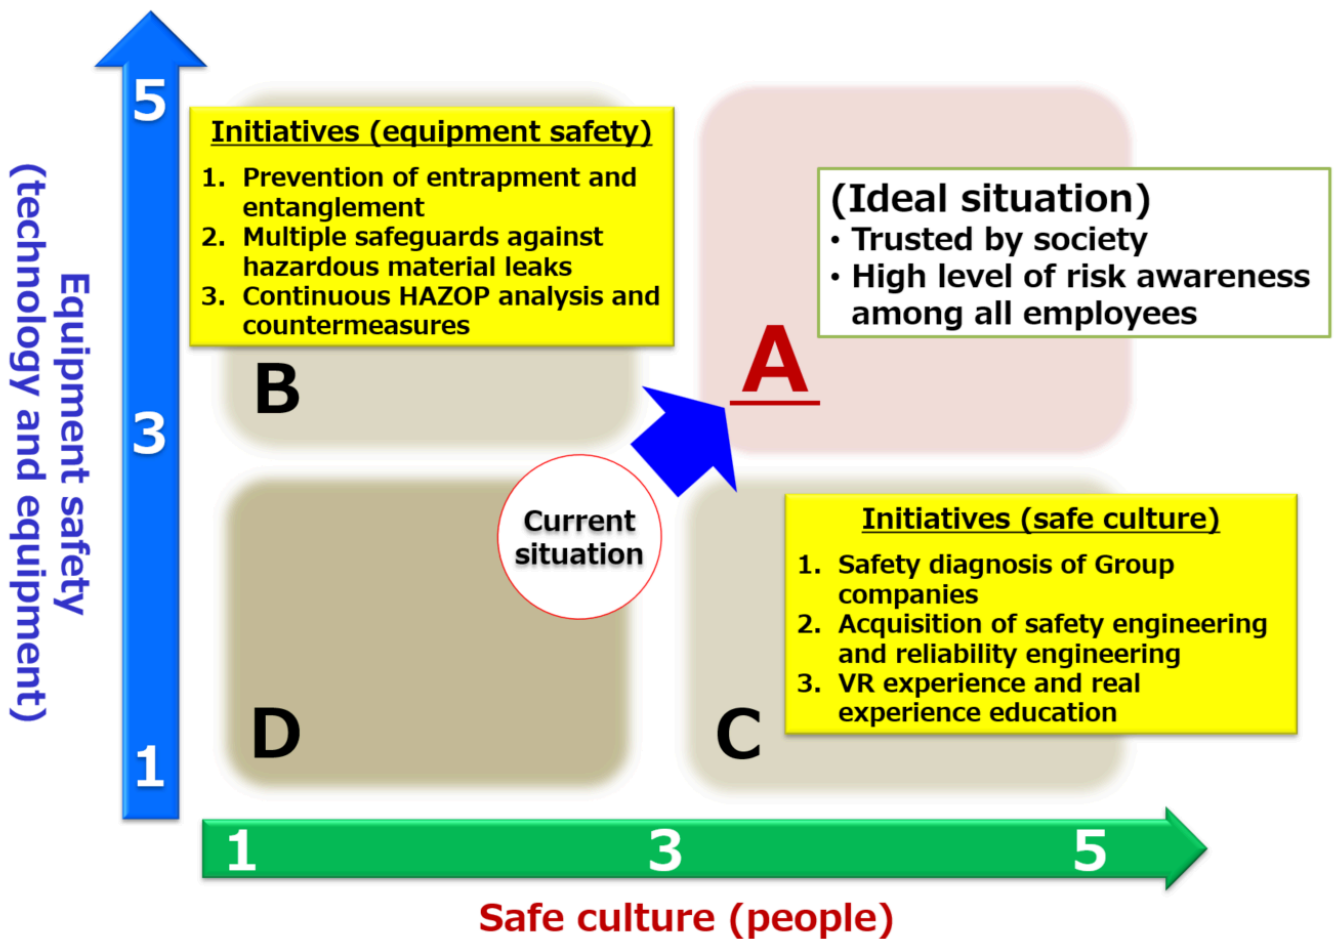 5
3
1
Equipment safety
(technology and equipment)
Initiatives (equipment safety)
1. Prevention of entrapment and
entanglement
2. Multiple safeguards against
hazardous material leaks
3. Continuous HAZOP analysis and
countermeasures
B
(Ideal situation)
• Trusted by society
• High level of risk awareness
among all employees
A
Current
situation
D
Initiatives (safe culture)
1. Safety diagnosis of Group
companies
2. Acquisition of safety engineering
and reliability engineering
3. VR experience and real
experience education
C
1 3 5
Safe culture (people)